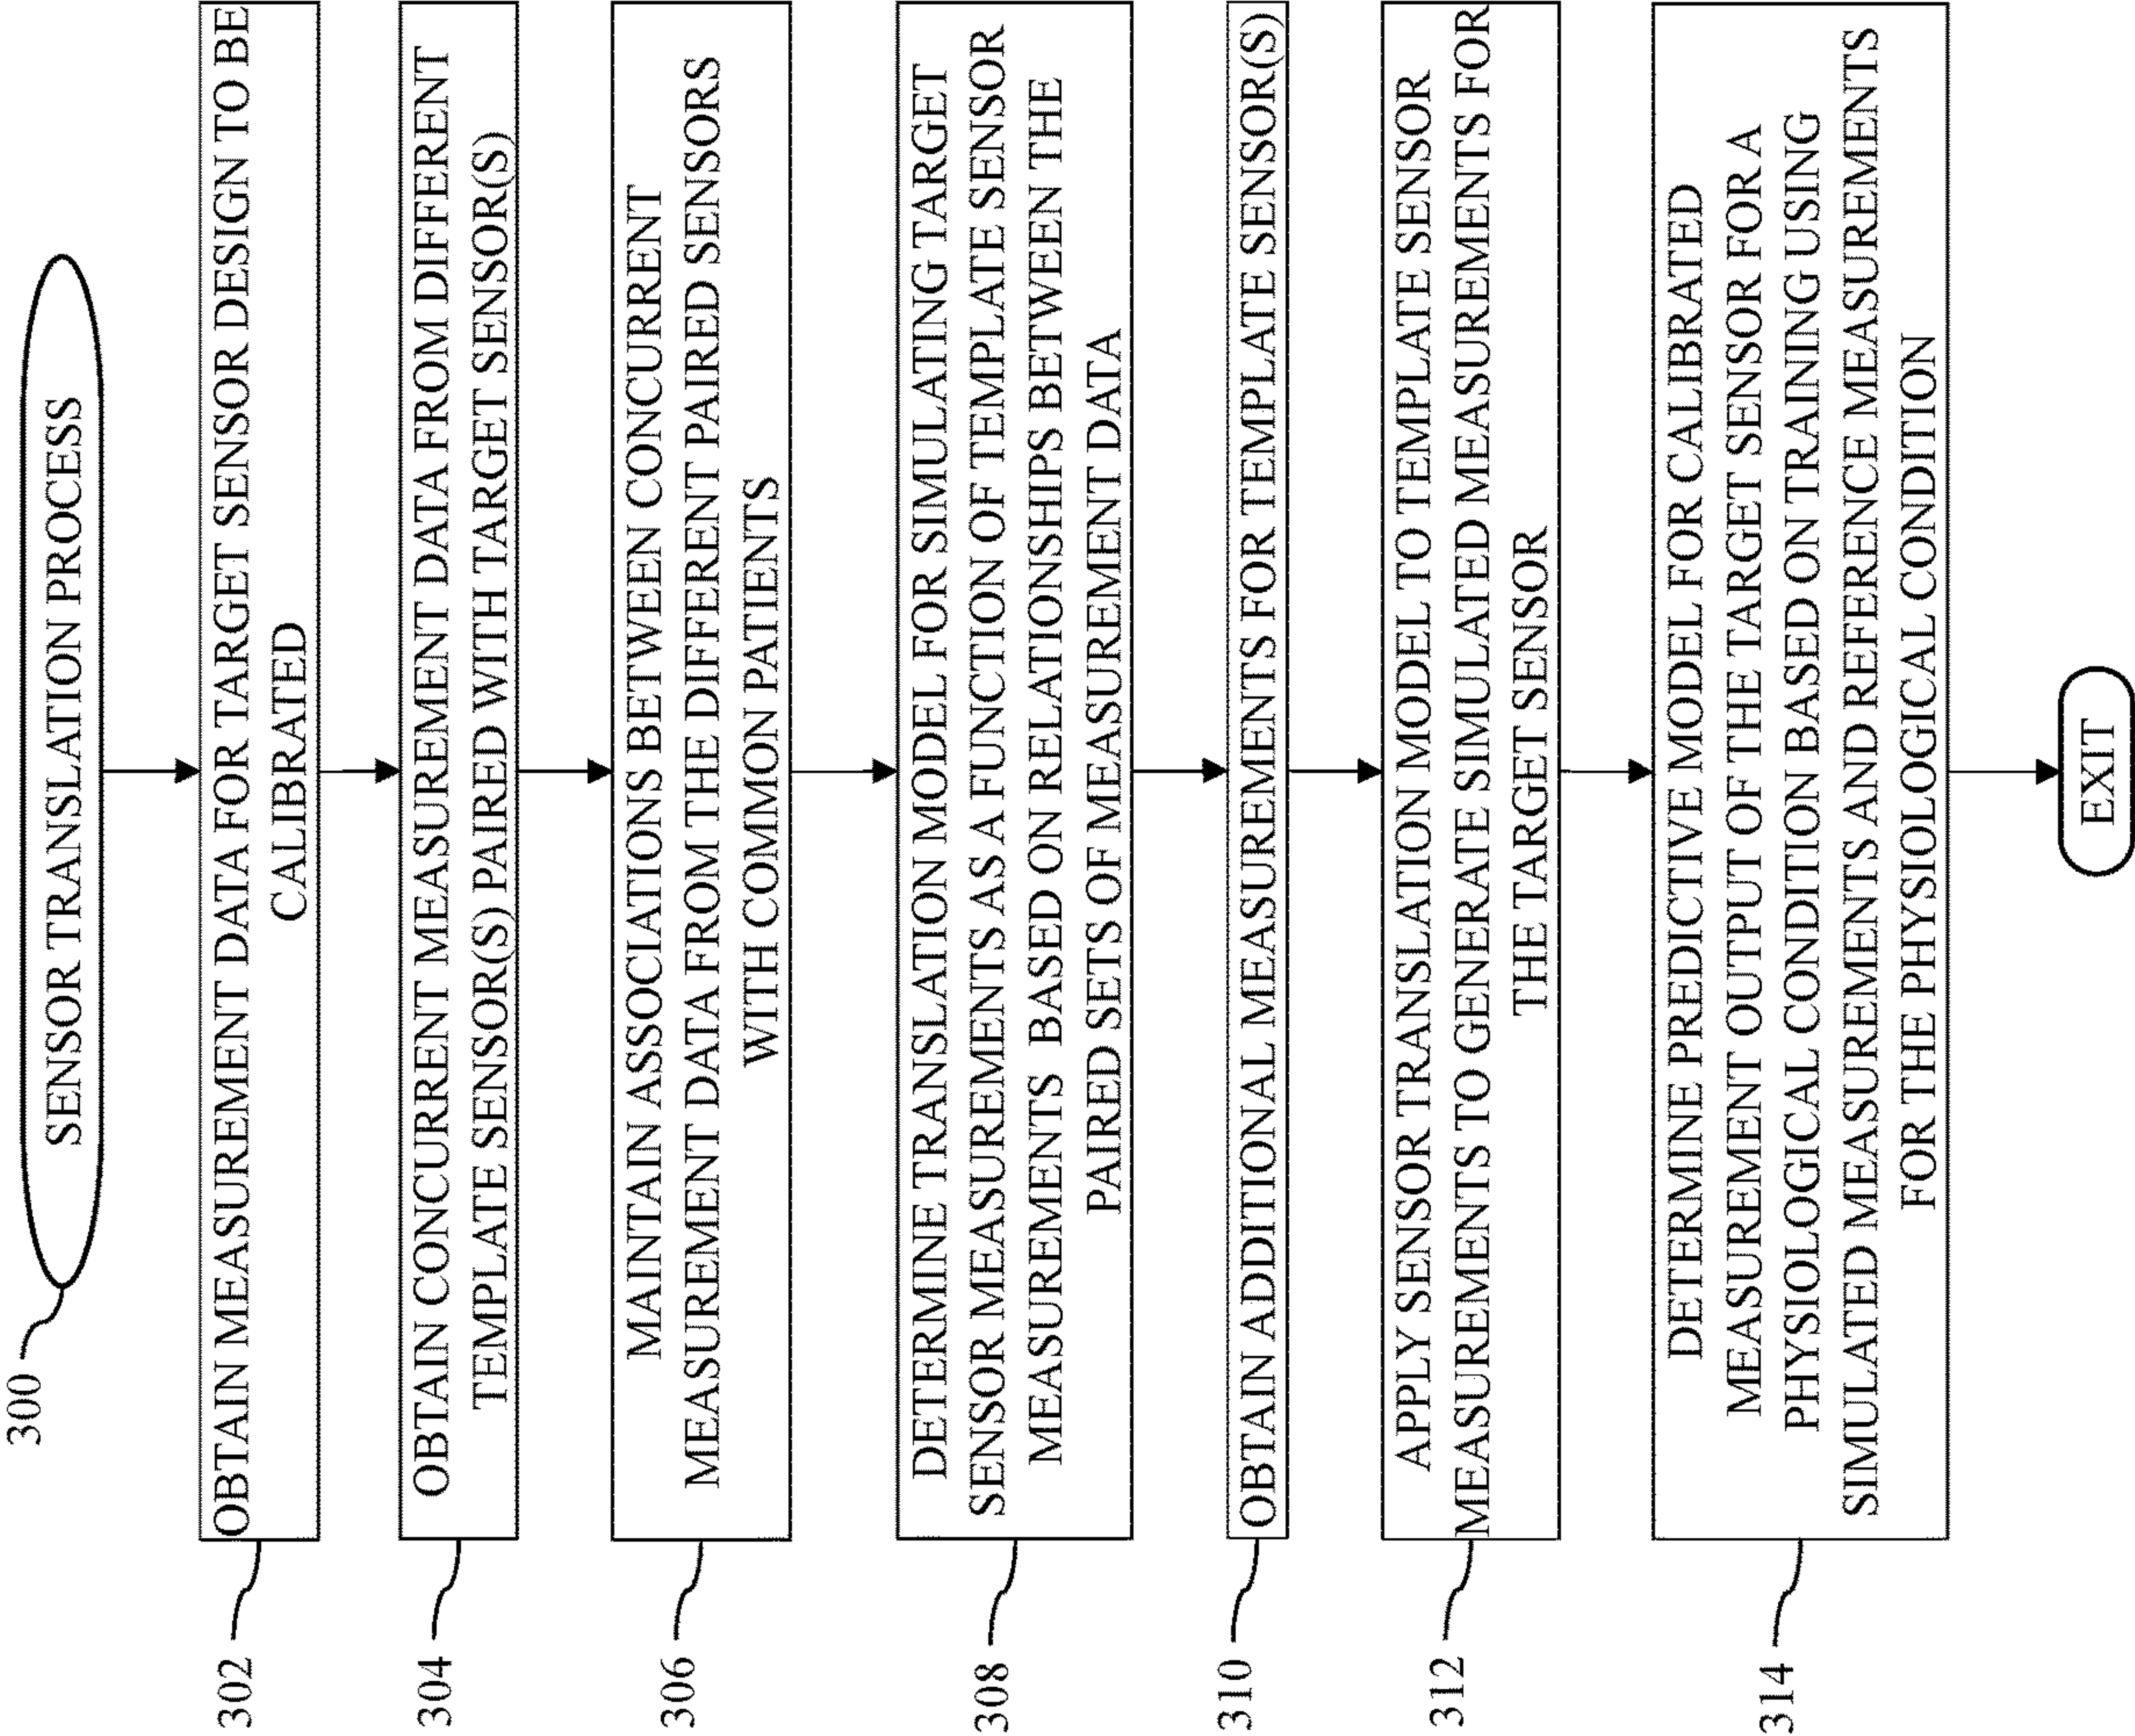 300
SENSOR TRANSLATION PROCESS
302
OBTAIN MEASUREMENT DATA FOR TARGET SENSOR DESIGN TO BE
CALIBRATED
304
OBTAIN CONCURRENT MEASUREMENT DATA FROM DIFFERENT
TEMPLATE SENSOR(S) PAIRED WITH TARGET SENSOR(S)
306
MAINTAIN ASSOCIATIONS BETWEEN CONCURRENT
MEASUREMENT DATA FROM THE DIFFERENT PAIRED SENSORS
WITH COMMON PATIENTS
308
DETERMINE TRANSLATION MODEL FOR SIMULATING TARGET
SENSOR MEASUREMENTS AS A FUNCTION OF TEMPLATE SENSOR
MEASUREMENTS BASED ON RELATIONSHIPS BETWEEN THE
PAIRED SETS OF MEASUREMENT DATA
310
OBTAIN ADDITIONAL MEASUREMENTS FOR TEMPLATE SENSOR(S)
312
APPLY SENSOR TRANSLATION MODEL TO TEMPLATE SENSOR
MEASUREMENTS TO GENERATE SIMULATED MEASUREMENTS FOR
THE TARGET SENSOR
314
DETERMINE PREDICTIVE MODEL FOR CALIBRATED
MEASUREMENT OUTPUT OF THE TARGET SENSOR FOR A
PHYSIOLOGICAL CONDITION BASED ON TRAINING USING
SIMULATED MEASUREMENTS AND REFERENCE MEASUREMENTS
FOR THE PHYSIOLOGICAL CONDITION
EXIT